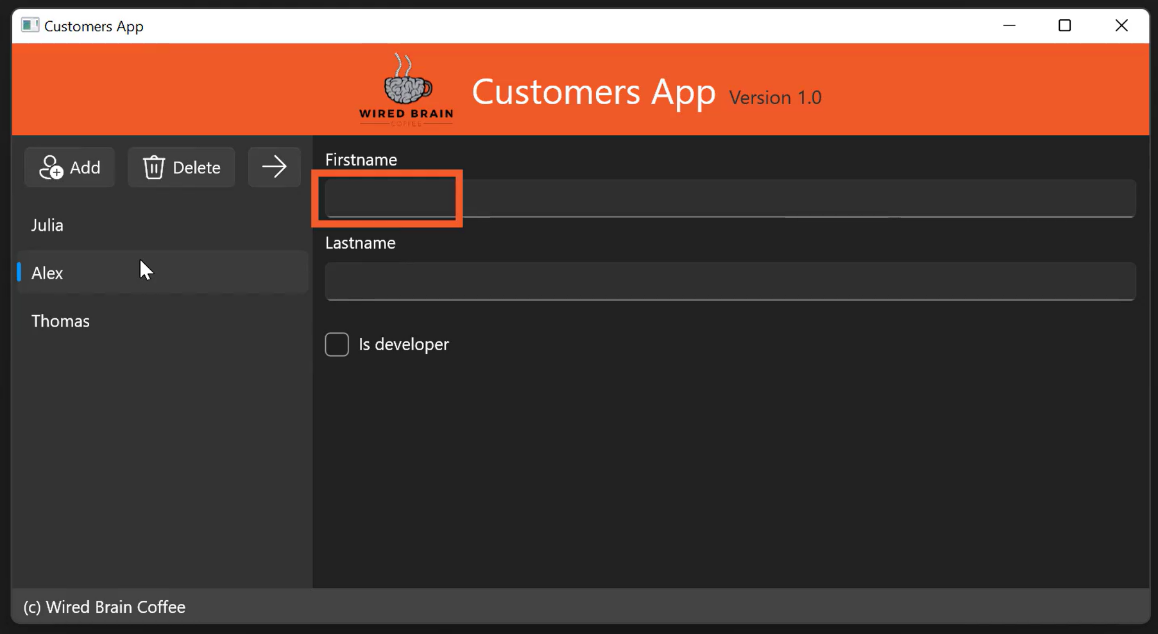 Customers App
WIRED BRAIN
COFFEE
Customers App Version 1.0
Add Delete
Julia
Alex
Thomas
Firstname
Lastname
Is developer
(c) Wired Brain Coffee